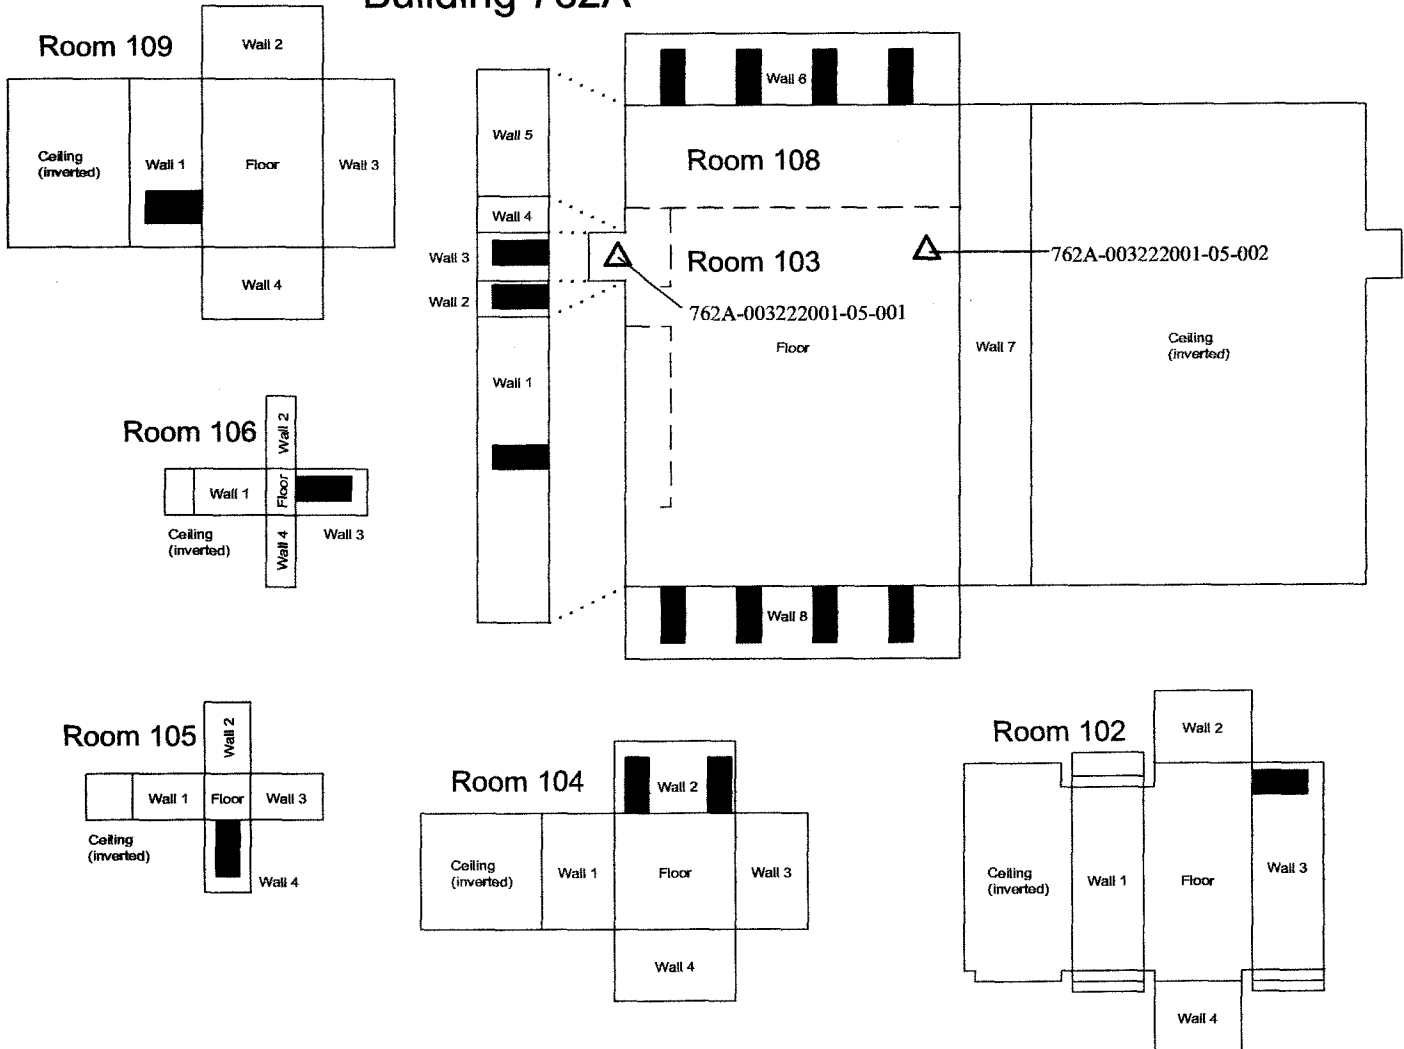 Building 762A
Room 109
Wall 2
Ceiling
(inverted)
Wall 1
Floor
Wall 3
Wall 4
Wall 5
Wall 4
Wall 3
Wall 2
Wall 1
Wall 6
Room 108
Room 103
762A-003222001-05-002
762A-003222001-05-001
Floor
Wall 7
Ceiling
(inverted)
Wall 8
Room 106
Wall 2
Wall 1
Floor
Wall 4
Ceiling
(inverted)
Wall 3
Room 105
Wall 2
Wall 1
Floor
Wall 3
Ceiling
(inverted)
Wall 4
Room 104
Wall 2
Ceiling
(inverted)
Wall 1
Floor
Wall 3
Wall 4
Room 102
Wall 2
Ceiling
(inverted)
Wall 1
Floor
Wall 3
Wall 4